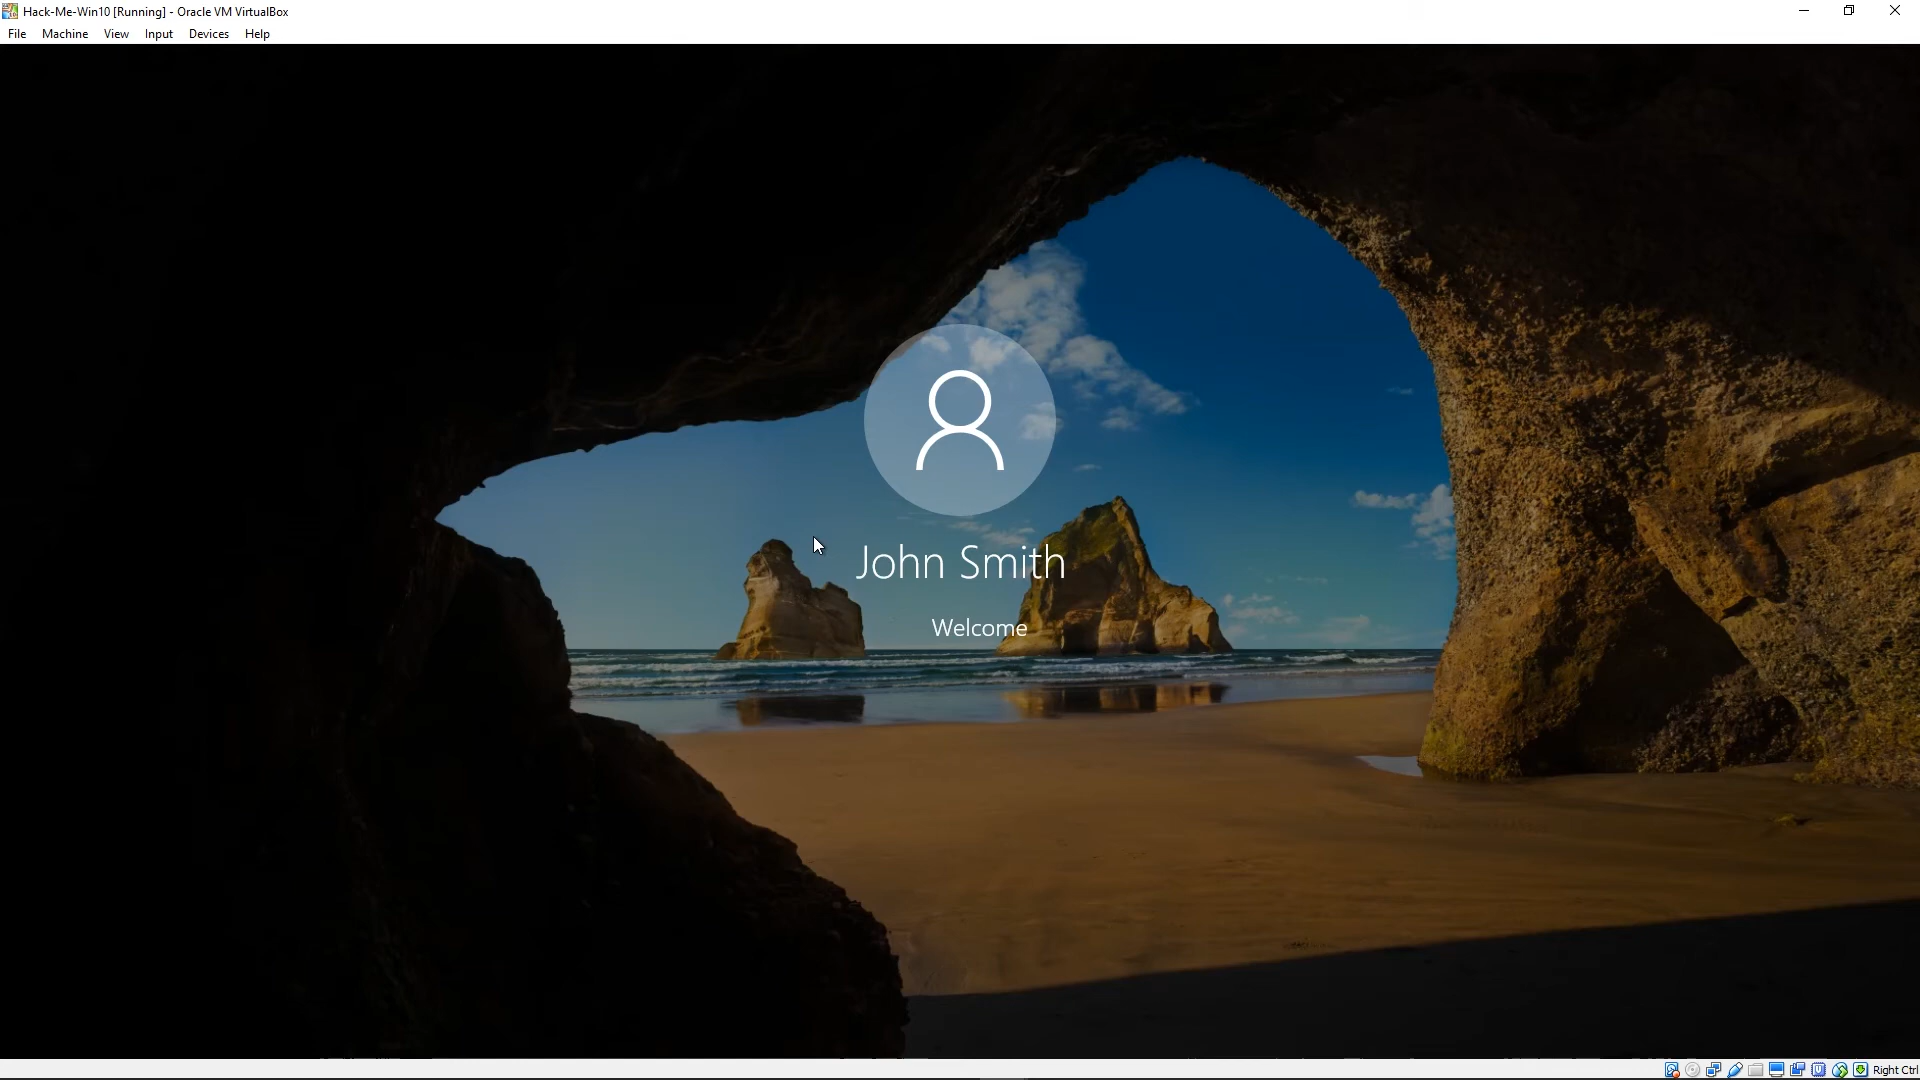 Hack-Me-Win10 [Running] - Oracle VM VirtualBox
File Machine View Input Devices Help
John Smith
Welcome
Right Ctrl